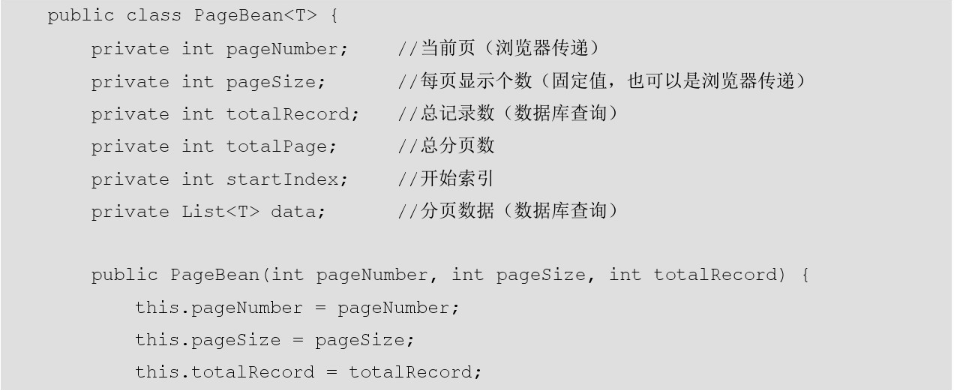 public class PageBean<T> {
    private int pageNumber;    //当前页（浏览器传递）
    private int pageSize;      //每页显示个数（固定值，也可以是浏览器传递）
    private int totalRecord;   //总记录数（数据库查询）
    private int totalPage;     //总分页数
    private int startIndex;    //开始索引
    private List<T> data;      //分页数据（数据库查询）

    public PageBean(int pageNumber, int pageSize, int totalRecord) {
        this.pageNumber = pageNumber;
        this.pageSize = pageSize;
        this.totalRecord = totalRecord;